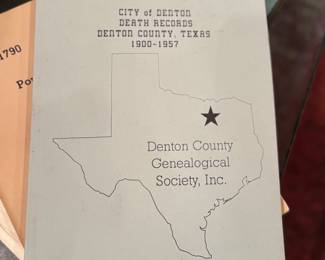 CITY of DENTON
DEATH RECORDS
DENTON COUNTY, TEXAS
1900-1957
Denton County
Genealogical
Society, Inc.
1790